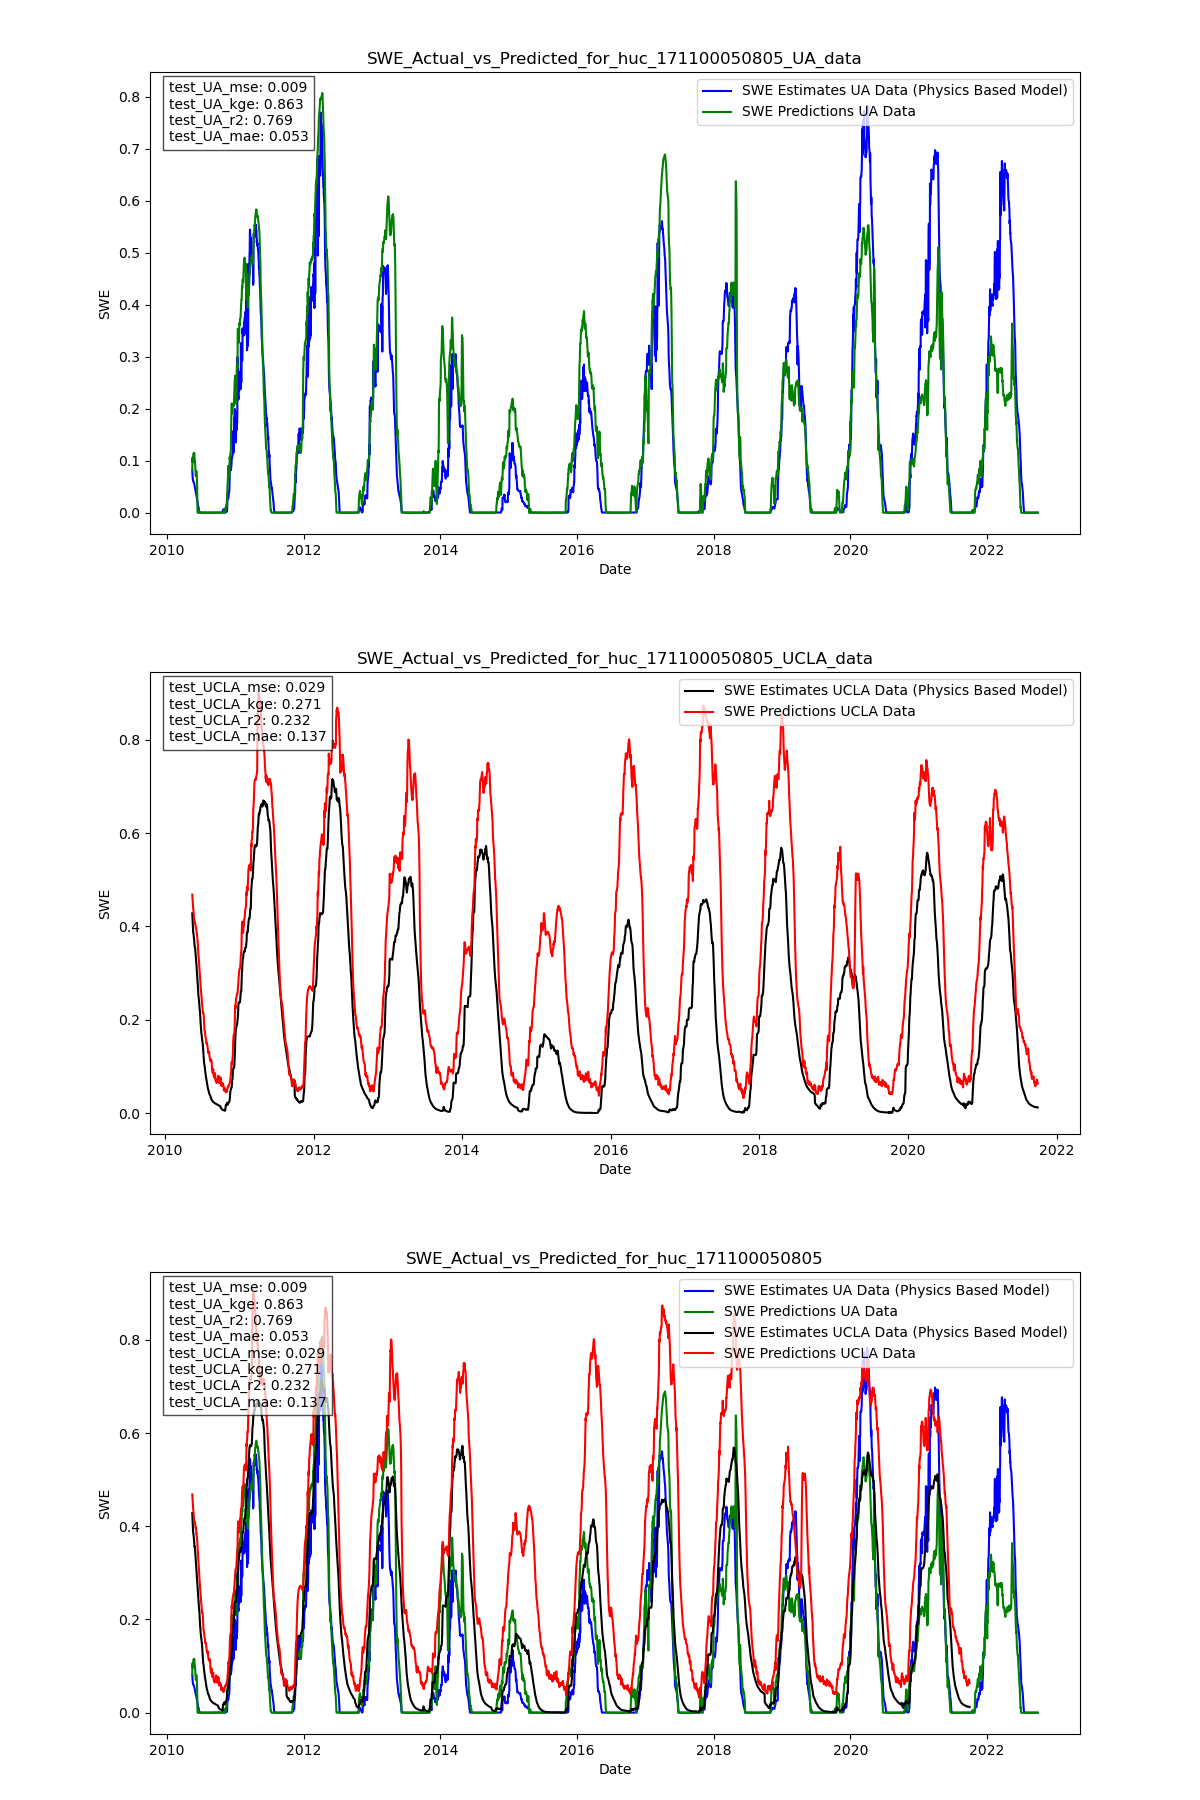 SWE_Actual_vs_Predicted_for_huc_171100050805_UA_data
test_UA_mse: 0.009
test_UA_kge: 0.863
test_UA_r2: 0.769
test_UA_mae: 0.053
SWE Estimates UA Data (Physics Based Model)
SWE Predictions UA Data
0.8
0.7
0.6
0.5
0.4
0.3
0.2
0.1
0.0
SWE
2010 2012 2014 2016 2018 2020 2022
Date
SWE_Actual_vs_Predicted_for_huc_171100050805_UCLA_data
test_UCLA_mse: 0.029
test_UCLA_kge: 0.271
test_UCLA_r2: 0.232
test_UCLA_mae: 0.137
SWE Estimates UCLA Data (Physics Based Model)
SWE Predictions UCLA Data
0.8
0.6
0.4
0.2
0.0
SWE
2010 2012 2014 2016 2018 2020 2022
Date
SWE_Actual_vs_Predicted_for_huc_171100050805
test_UA_mse: 0.009
test_UA_kge: 0.863
test_UA_r2: 0.769
test_UA_mae: 0.053
test_UCLA_mse: 0.029
test_UCLA_kge: 0.271
test_UCLA_r2: 0.232
test_UCLA_mae: 0.137
SWE Estimates UA Data (Physics Based Model)
SWE Predictions UA Data
SWE Estimates UCLA Data (Physics Based Model)
SWE Predictions UCLA Data
0.8
0.6
0.4
0.2
0.0
SWE
2010 2012 2014 2016 2018 2020 2022
Date